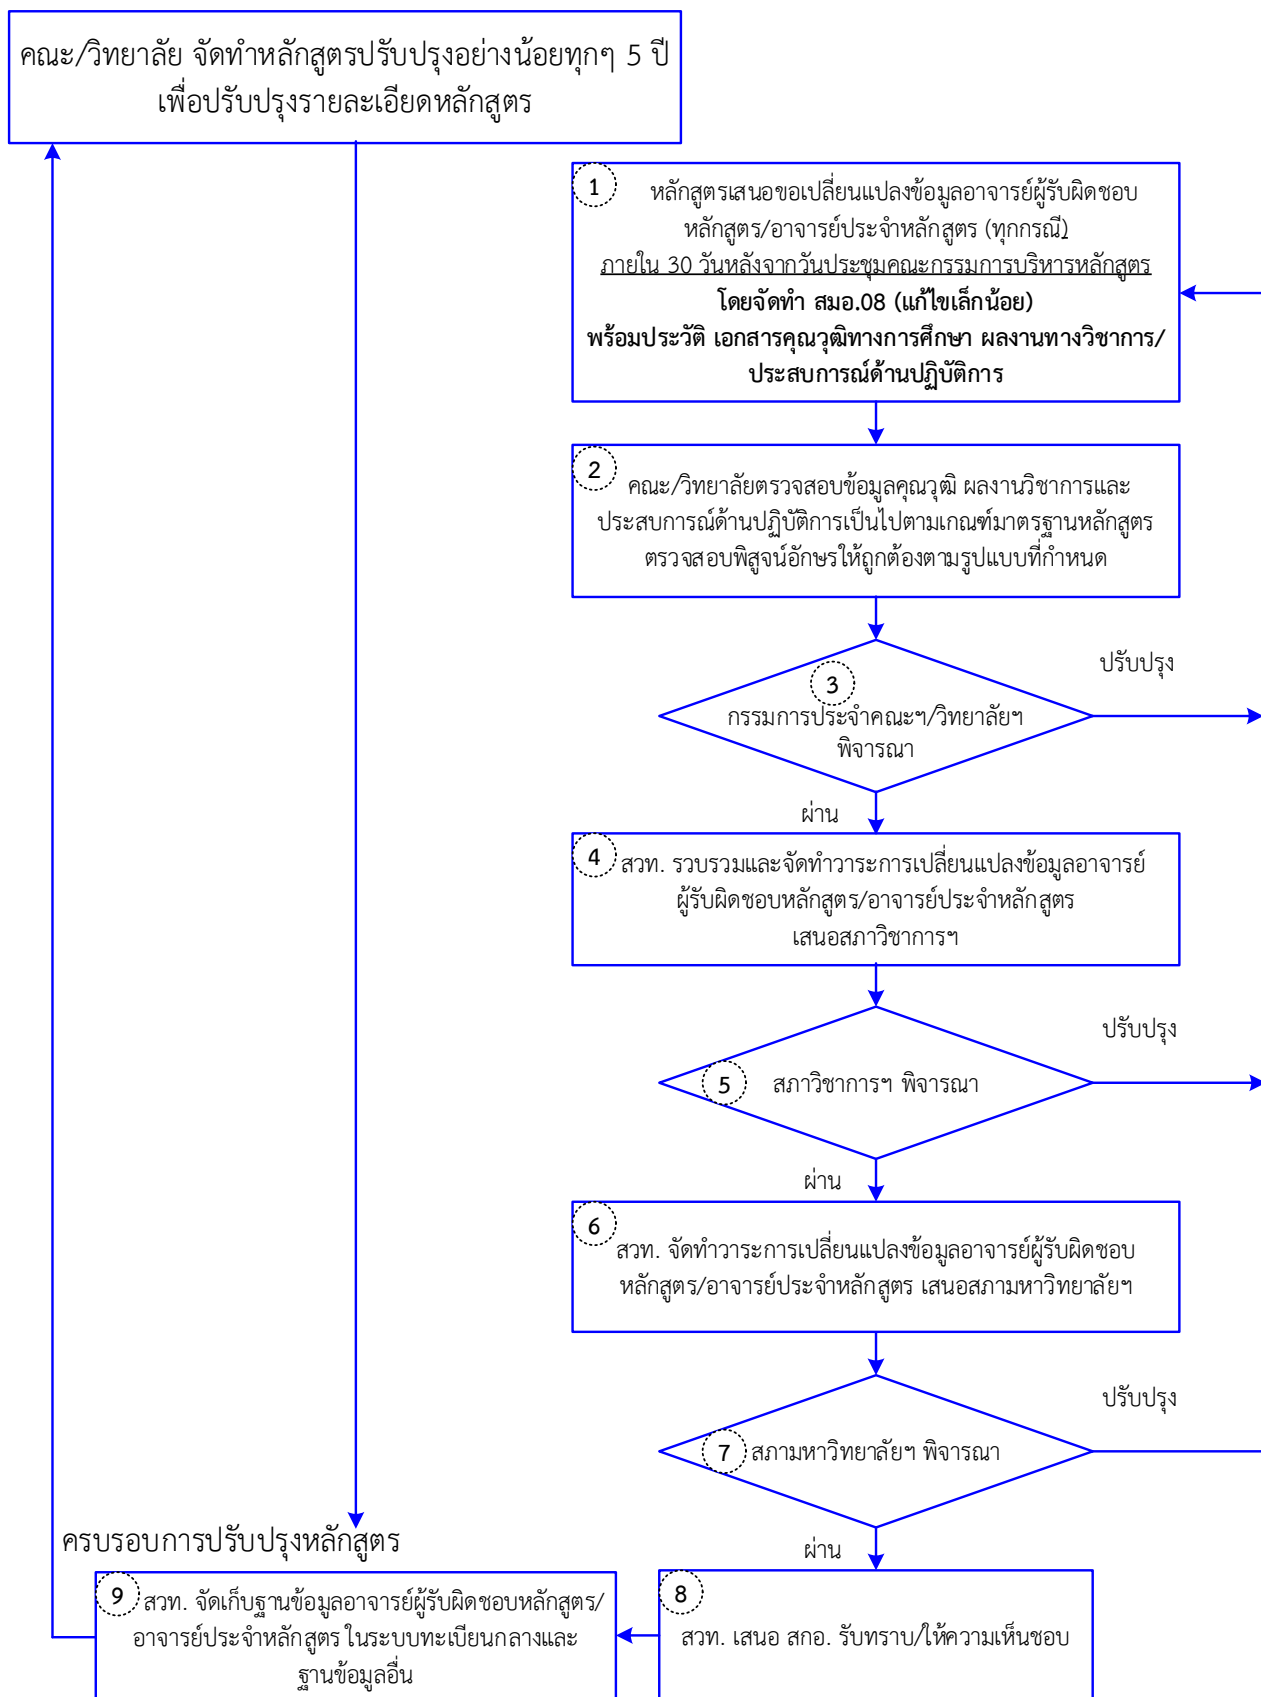 คณะ/วิทยาลัย จัดทำหลักสูตรปรับปรุงอย่างน้อยทุกๆ 5 ปี
เพื่อปรับปรุงรายละเอียดหลักสูตร
1
หลักสูตรเสนอขอเปลี่ยนแปลงข้อมูลอาจารย์ผู้รับผิดชอบ
หลักสูตร/อาจารย์ประจำหลักสูตร (ทุกกรณี)
ภายใน 30 วันหลังจากวันประชุมคณะกรรมการบริหารหลักสูตร
โดยจัดทำ สมอ.08 (แก้ไขเล็กน้อย)
พร้อมประวัติ เอกสารคุณวุฒิทางการศึกษา ผลงานทางวิชาการ/
ประสบการณ์ด้านปฏิบัติการ
2
คณะ/วิทยาลัยตรวจสอบข้อมูลคุณวุฒิ ผลงานวิชาการและ
ประสบการณ์ด้านปฏิบัติการเป็นไปตามเกณฑ์มาตรฐานหลักสูตร
ตรวจสอบพิสูจน์อักษรให้ถูกต้องตามรูปแบบที่กำหนด
3
กรรมการประจำคณะฯ/วิทยาลัยฯ
พิจารณา
ปรับปรุง
ผ่าน
4
สวท. รวบรวมและจัดทำวาระการเปลี่ยนแปลงข้อมูลอาจารย์
ผู้รับผิดชอบหลักสูตร/อาจารย์ประจำหลักสูตร
เสนอสภาวิชาการฯ
5
สภาวิชาการฯ พิจารณา
ปรับปรุง
ผ่าน
6
สวท. จัดทำวาระการเปลี่ยนแปลงข้อมูลอาจารย์ผู้รับผิดชอบ
หลักสูตร/อาจารย์ประจำหลักสูตร เสนอสภามหาวิทยาลัยฯ
7
สภามหาวิทยาลัยฯ พิจารณา
ปรับปรุง
ผ่าน
8
สวท. เสนอ สกอ. รับทราบ/ให้ความเห็นชอบ
ครบรอบการปรับปรุงหลักสูตร
9
สวท. จัดเก็บฐานข้อมูลอาจารย์ผู้รับผิดชอบหลักสูตร/
อาจารย์ประจำหลักสูตร ในระบบทะเบียนกลางและ
ฐานข้อมูลอื่น